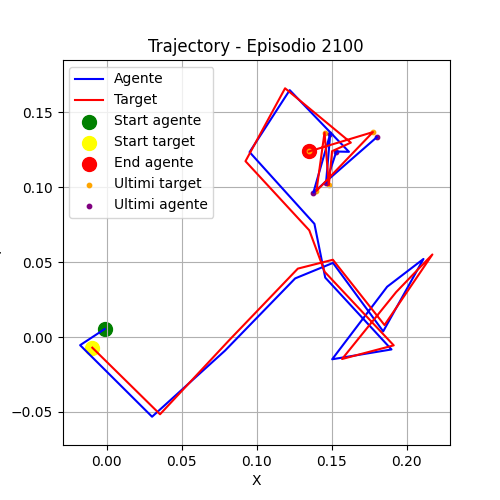 Trajectory - Episodio 2100
Agente
Target
Start agente
Start target
End agente
Ultimi target
Ultimi agente
0.15
0.10
0.05
0.00
−0.05
0.00
0.05
0.10
0.15
0.20
X